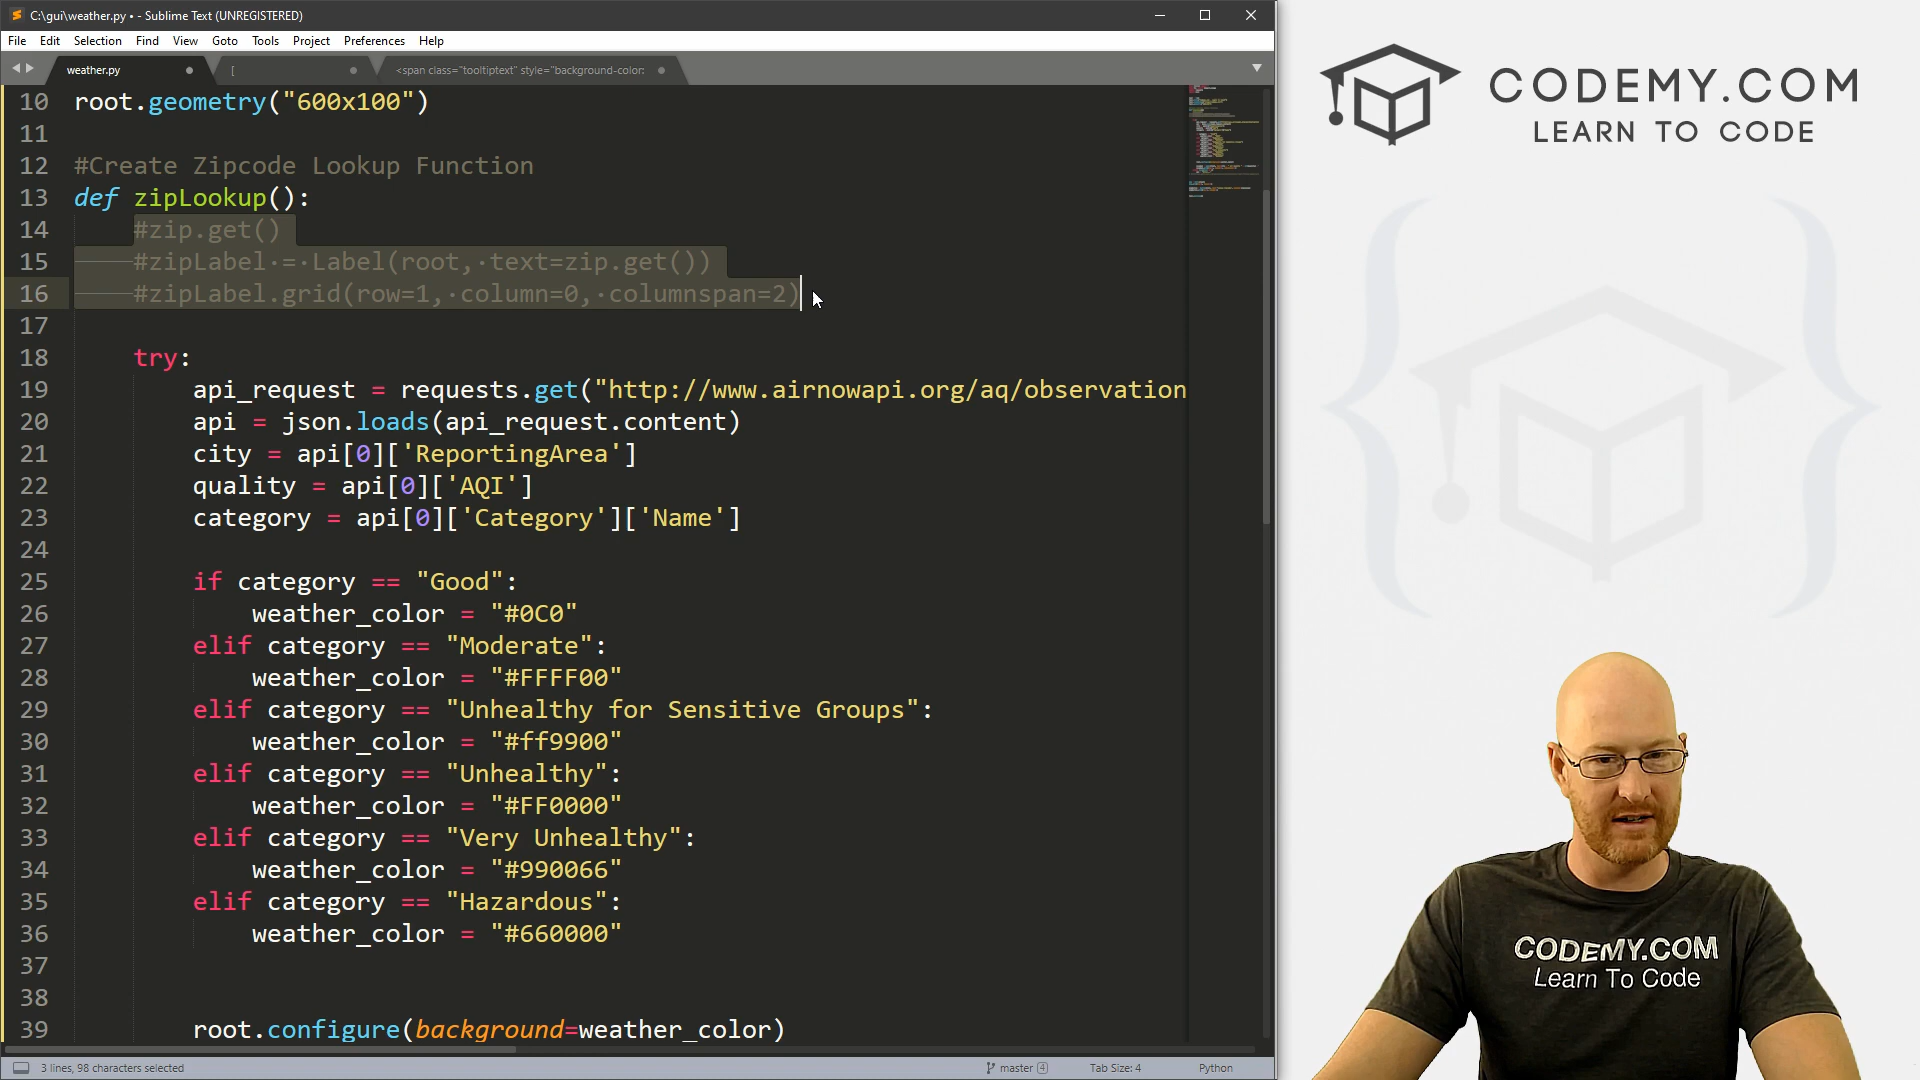 C:\gui\weather.py • - Sublime Text (UNREGISTERED)
File Edit Selection Find View Goto Tools Project Preferences Help
weather.py [ <span class="tooltiptext" style="background-color:
10 root.geometry("600x100")
11
12 #Create Zipcode Lookup Function
13 def zipLookup():
14 #zip.get()
15 #zipLabel = Label(root, text=zip.get())
16 #zipLabel.grid(row=1, column=0, columnspan=2)
17
18 try:
19 api_request = requests.get("http://www.airnowapi.org/aq/observation
20 api = json.loads(api_request.content)
21 city = api[0]['ReportingArea']
22 quality = api[0]['AQI']
23 category = api[0]['Category']['Name']
24
25 if category == "Good":
26 weather_color = "#0C0"
27 elif category == "Moderate":
28 weather_color = "#FFFF00"
29 elif category == "Unhealthy for Sensitive Groups":
30 weather_color = "#ff9900"
31 elif category == "Unhealthy":
32 weather_color = "#FF0000"
33 elif category == "Very Unhealthy":
34 weather_color = "#990066"
35 elif category == "Hazardous":
36 weather_color = "#660000"
37
38
39 root.configure(background=weather_color)
3 lines, 98 characters selected
master 4 Tab Size: 4 Python
CODEMY.COM
LEARN TO CODE
CODEMY.COM
Learn To Code